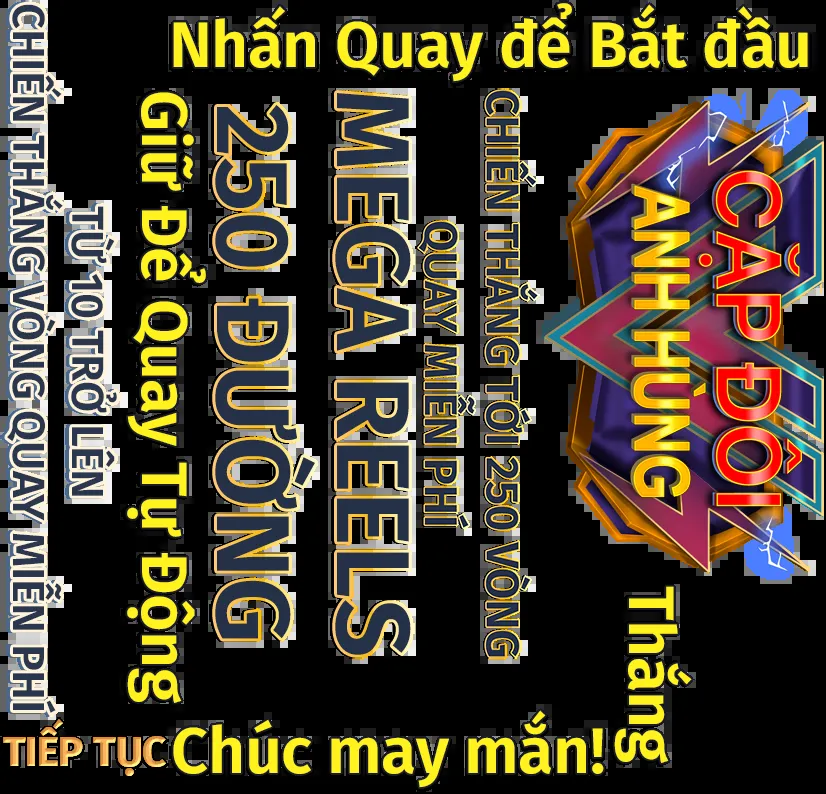 Nhấn Quay để Bắt đầu
CẶP ĐÔI
ANH HÙNG
CHIẾN THẮNG TỚI 250 VÒNG
QUAY MIỄN PHÍ
MEGA REELS
250 ĐƯỜNG
Giữ Để Quay Tự Động
TỪ 10 TRỞ LÊN
CHIẾN THẮNG VÒNG QUAY MIỄN PHÍ
Thắng
TIẾP TỤC
Chúc may mắn!